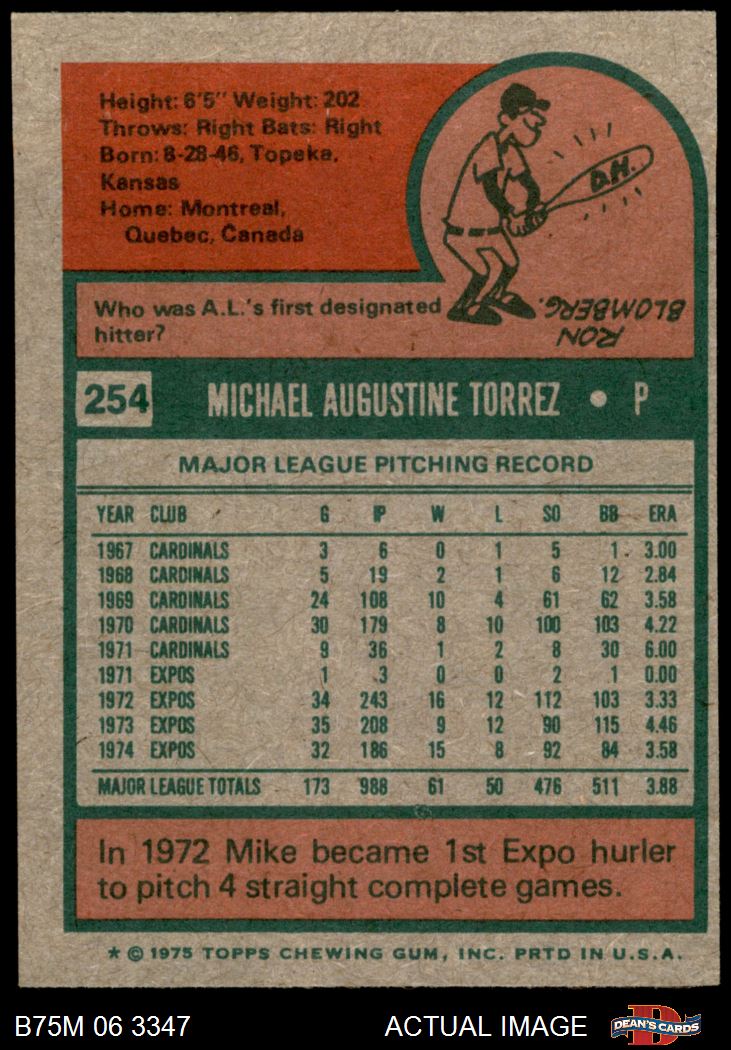 Height: 6'5" Weight: 202
Throws: Right Bats: Right
Born: 8-28-46, Topeka,
Kansas
Home: Montreal,
Quebec, Canada
D.H.
Who was A.L.'s first designated
hitter?
RON
BLOMBERG.
254 MICHAEL AUGUSTINE TORREZ • P
MAJOR LEAGUE PITCHING RECORD
YEAR CLUB G IP W L SO BB ERA
1967 CARDINALS 3 6 0 1 5 1 3.00
1968 CARDINALS 5 19 2 1 6 12 2.84
1969 CARDINALS 24 108 10 4 61 62 3.58
1970 CARDINALS 30 179 8 10 100 103 4.22
1971 CARDINALS 9 36 1 2 8 30 6.00
1971 EXPOS 1 3 0 0 2 1 0.00
1972 EXPOS 34 243 16 12 112 103 3.33
1973 EXPOS 35 208 9 12 90 115 4.46
1974 EXPOS 32 186 15 8 92 84 3.58
MAJOR LEAGUE TOTALS 173 988 61 50 476 511 3.88
In 1972 Mike became 1st Expo hurler
to pitch 4 straight complete games.
* © 1975 TOPPS CHEWING GUM, INC. PRTD IN U.S.A.
B75M 06 3347 ACTUAL IMAGE DEAN'S CARDS